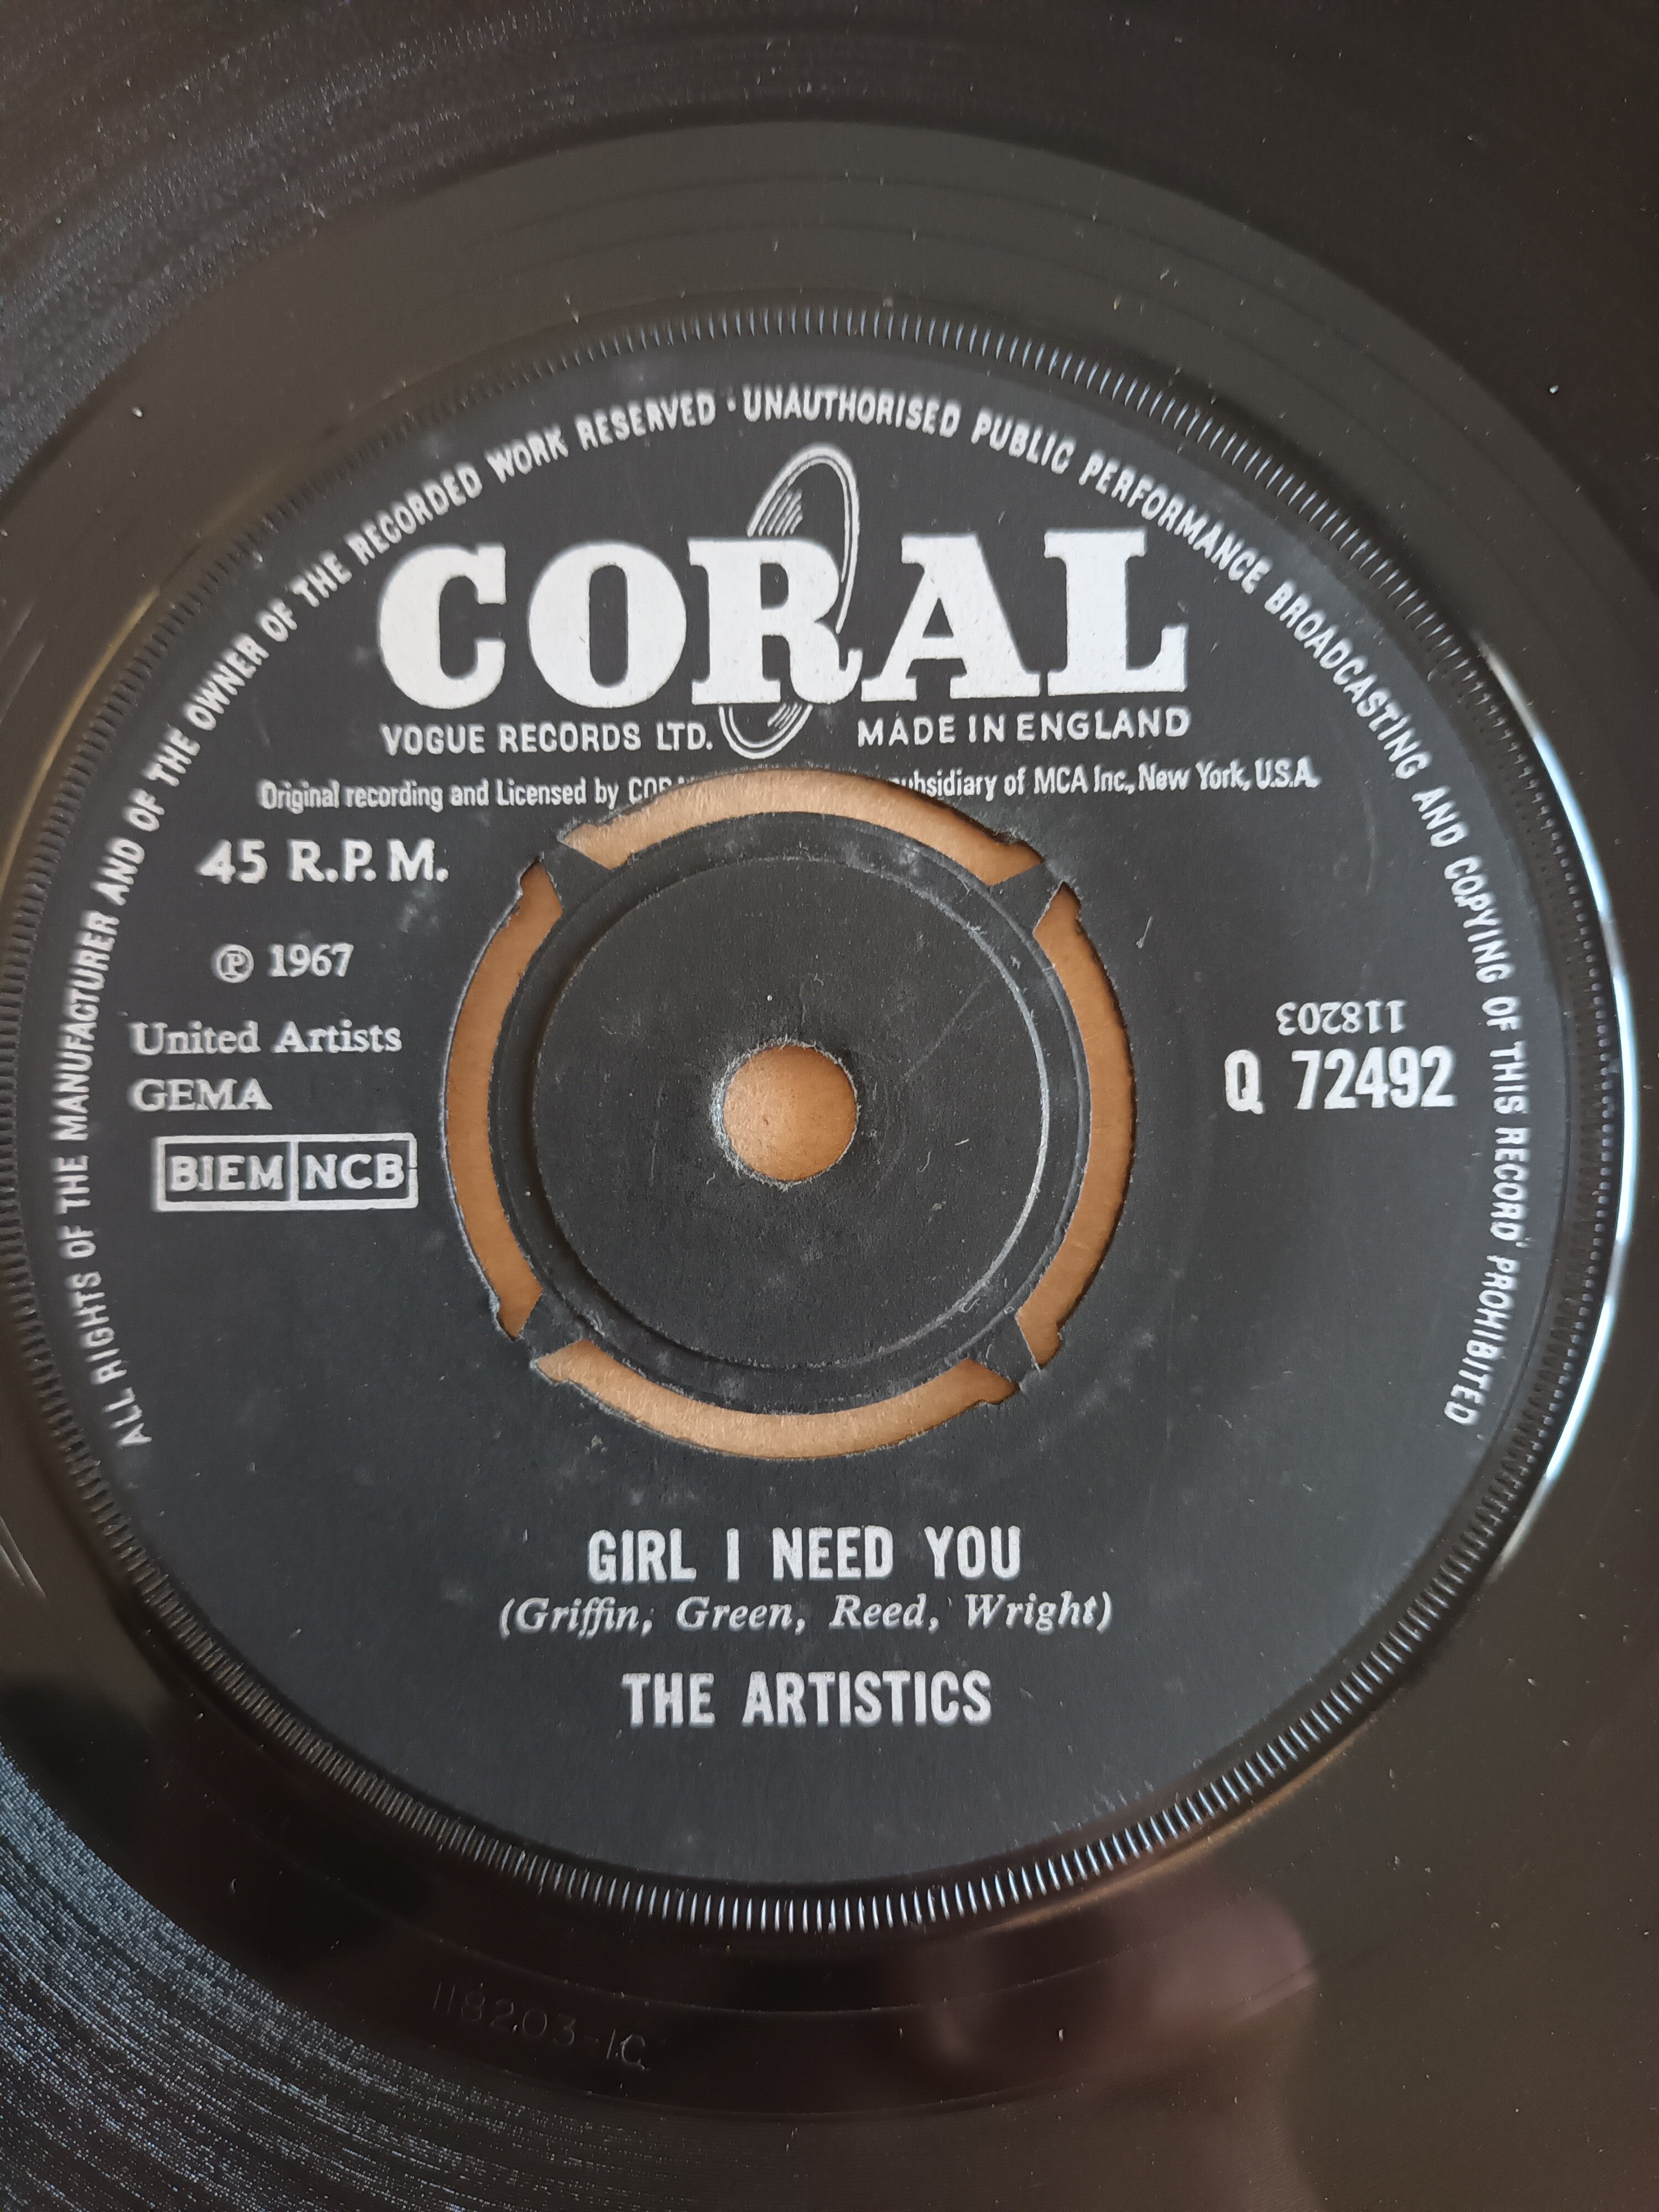 ALL RIGHTS OF THE MANUFACTURER AND OF THE OWNER OF THE RECORDED WORK RESERVED · UNAUTHORISED PUBLIC PERFORMANCE BROADCASTING AND COPYING OF THIS RECORD PROHIBITED
CORAL
VOGUE RECORDS LTD. MADE IN ENGLAND
Original recording and Licensed by subsidiary of MCA Inc., New York, U.S.A.
45 R.P.M.
℗ 1967
United Artists
GEMA
BIEM NCB
118203
Q 72492
GIRL I NEED YOU
(Griffin, Green, Reed, Wright)
THE ARTISTICS
118203-1C